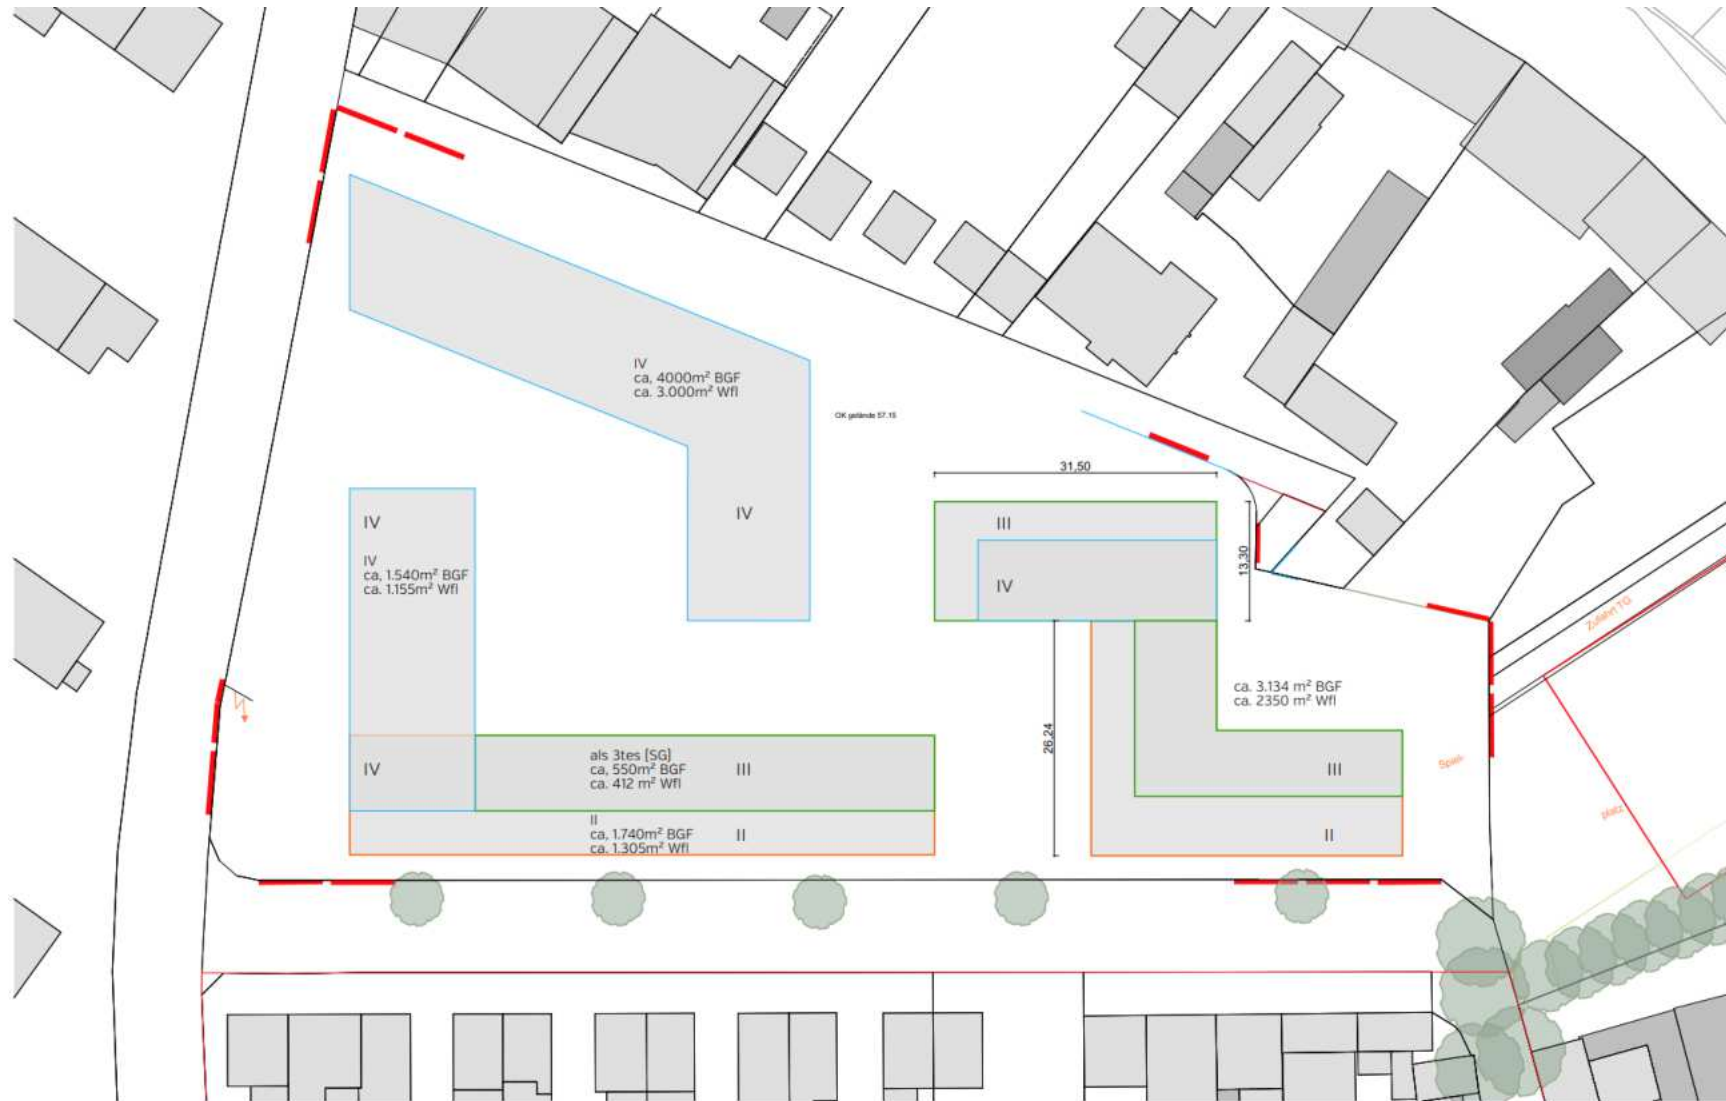 IV
ca, 4000m² BGF
ca. 3.000m² Wfl
OK gelände 57.15
31,50
IV
IV
III
IV
ca, 1.540m² BGF
ca. 1.155m² Wfl
13,30
IV
Zufahrt TG
ca. 3.134 m² BGF
ca. 2350 m² Wfl
26,24
als 3tes [SG]
ca, 550m² BGF
ca. 412 m² Wfl
IV
III
III
Spiel-
platz
II
ca, 1.740m² BGF
ca. 1.305m² Wfl
II
II